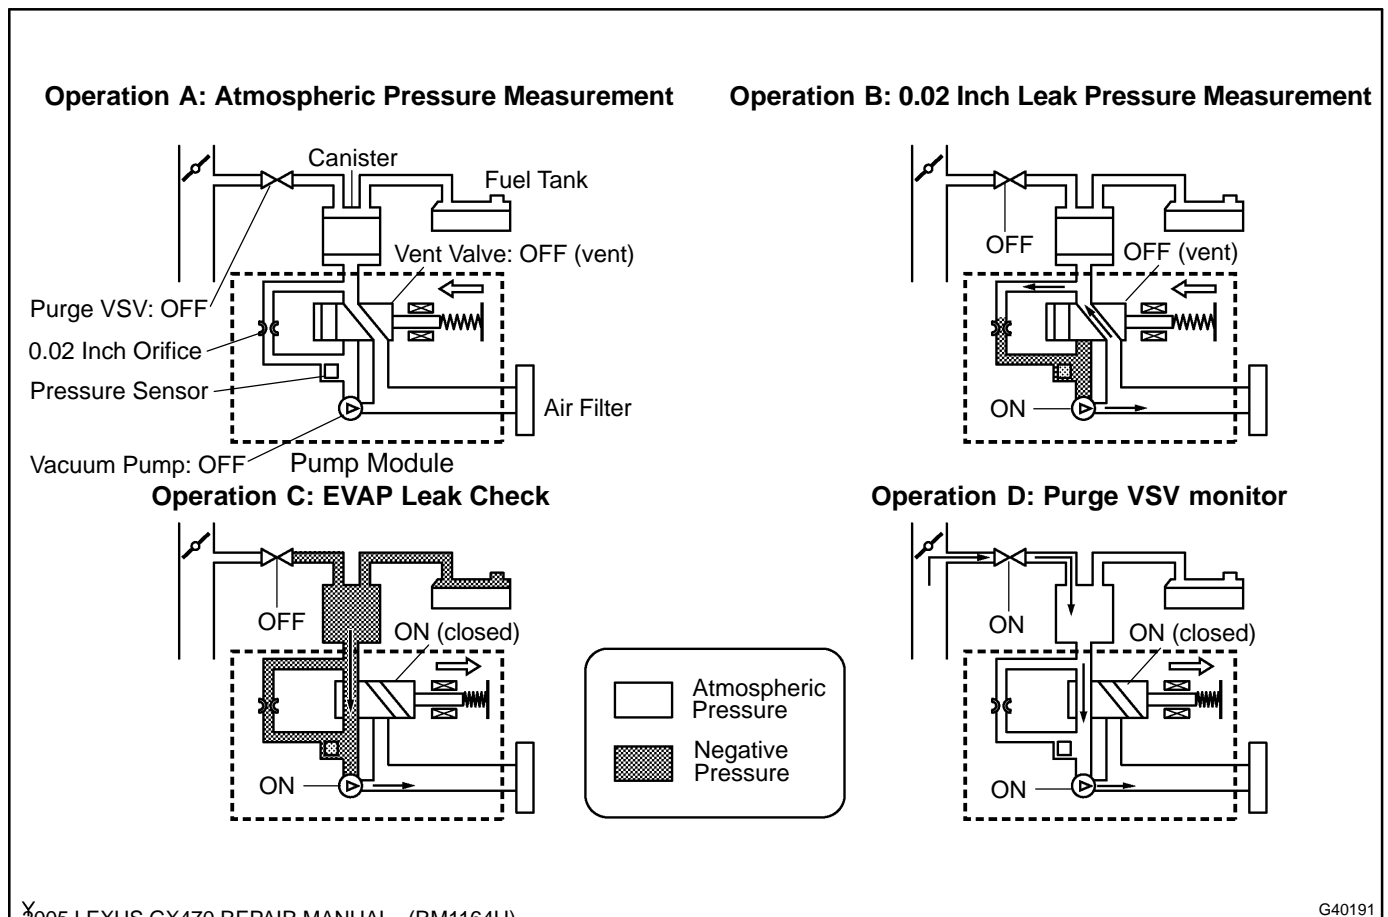 Operation A: Atmospheric Pressure Measurement
Operation B: 0.02 Inch Leak Pressure Measurement
Canister
Fuel Tank
Vent Valve: OFF (vent)
Purge VSV: OFF
0.02 Inch Orifice
Pressure Sensor
Air Filter
Vacuum Pump: OFF
Pump Module
OFF
OFF (vent)
ON
Operation C: EVAP Leak Check
Operation D: Purge VSV monitor
OFF
ON (closed)
ON
ON
ON (closed)
ON
Atmospheric
Pressure
Negative
Pressure
2005 LEXUS GX470 REPAIR MANUAL (RM1164U)
G40191